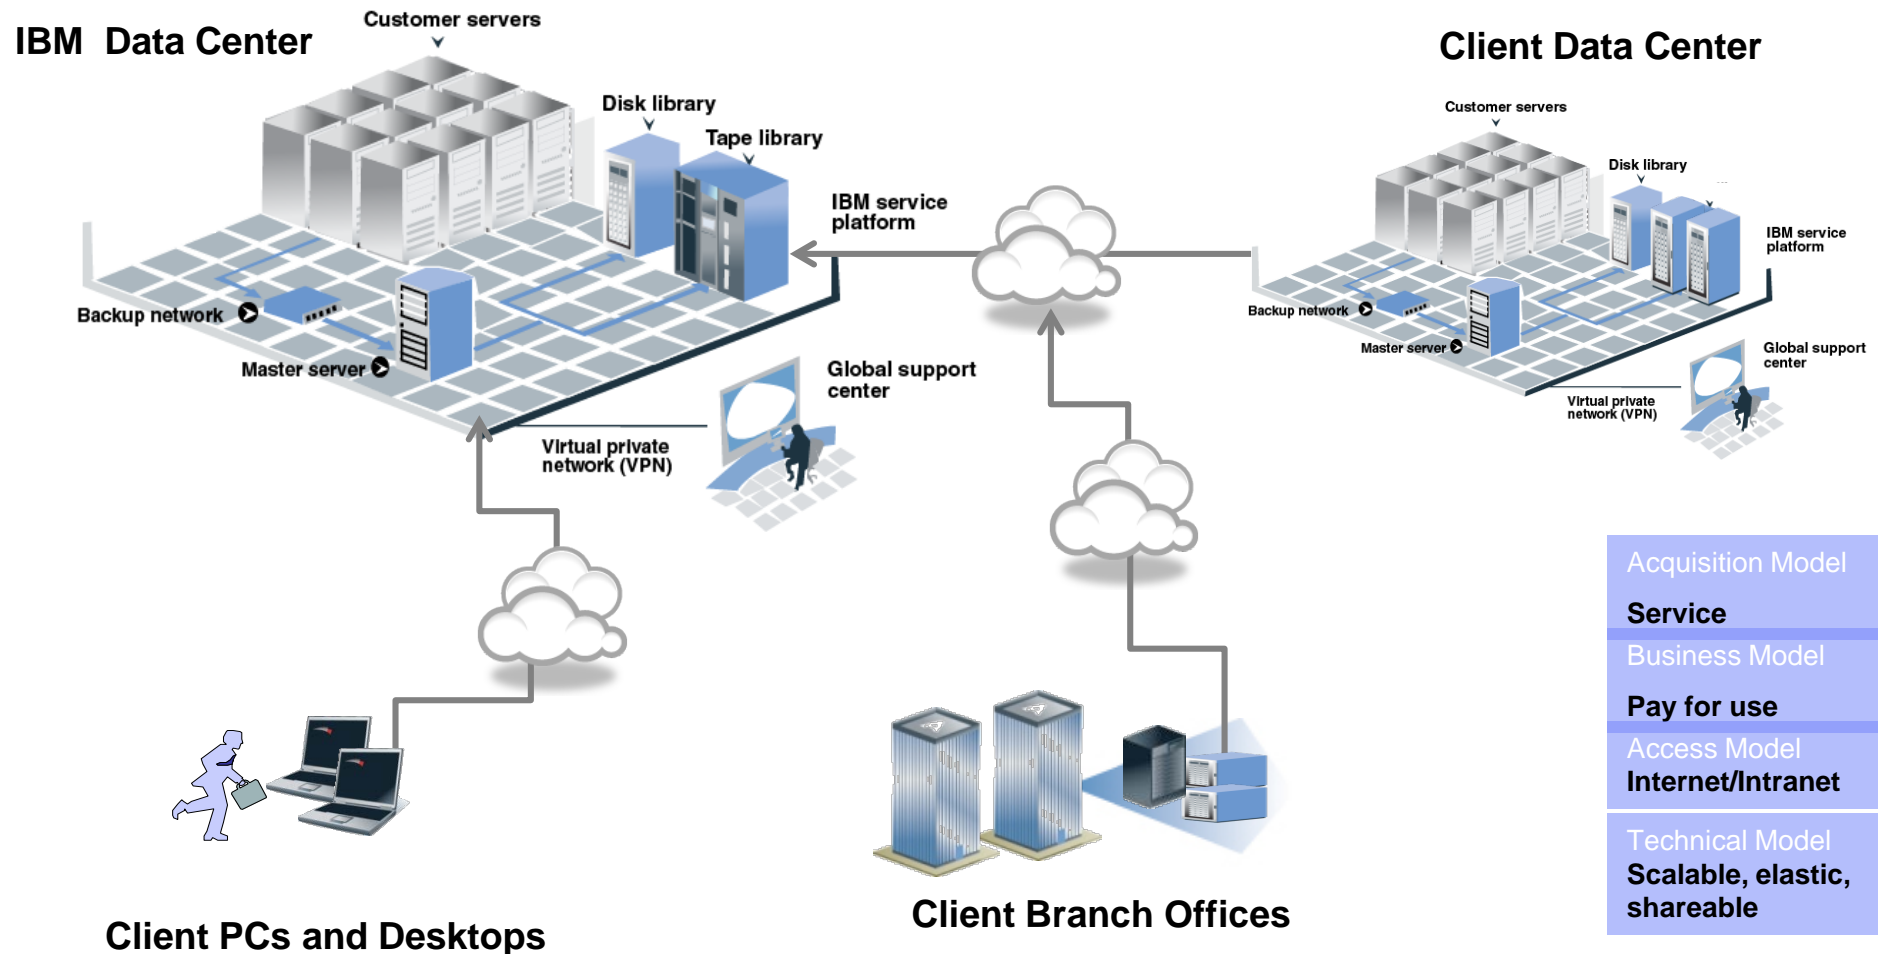 IBM  Data Center
Customer servers
Disk library
Tape library
IBM service
platform
Backup network
Master server
Global support
center
Virtual private
network (VPN)
Client Data Center
Customer servers
Disk library
IBM service
platform
Backup network
Master server
Global support
center
Virtual private
network (VPN)
Client PCs and Desktops
Client Branch Offices
Acquisition Model
Service
Business Model
Pay for use
Access Model
Internet/Intranet
Technical Model
Scalable, elastic,
shareable